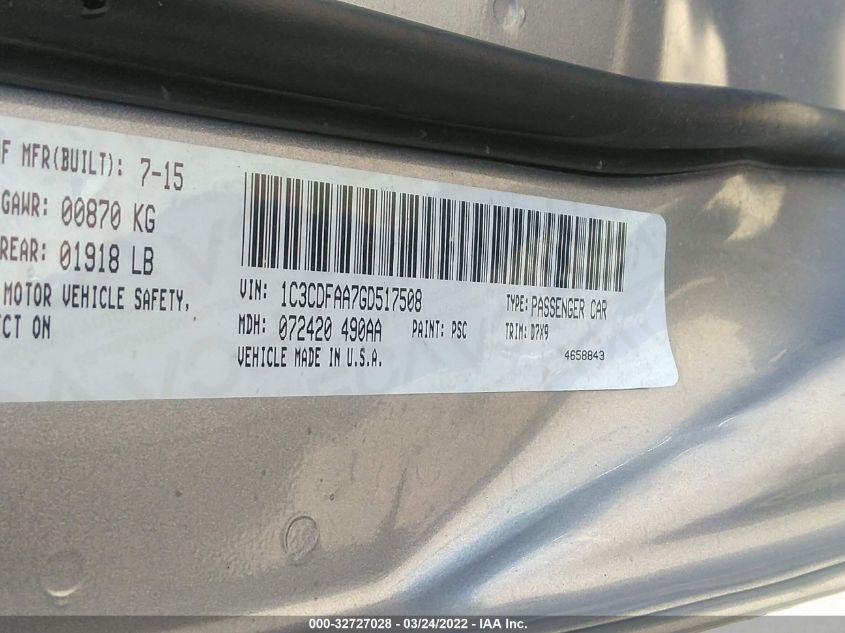 F MFR(BUILT): 7-15
GAWR: 00870 KG
REAR: 01918 LB
MOTOR VEHICLE SAFETY,
ECT ON
VIN: 1C3CDFAA7GD517508 TYPE: PASSENGER CAR
MDH: 072420 490AA PAINT: PSC TRIM: D7X9
VEHICLE MADE IN U.S.A. 4658843
000-32727028 - 03/24/2022 - IAA Inc.